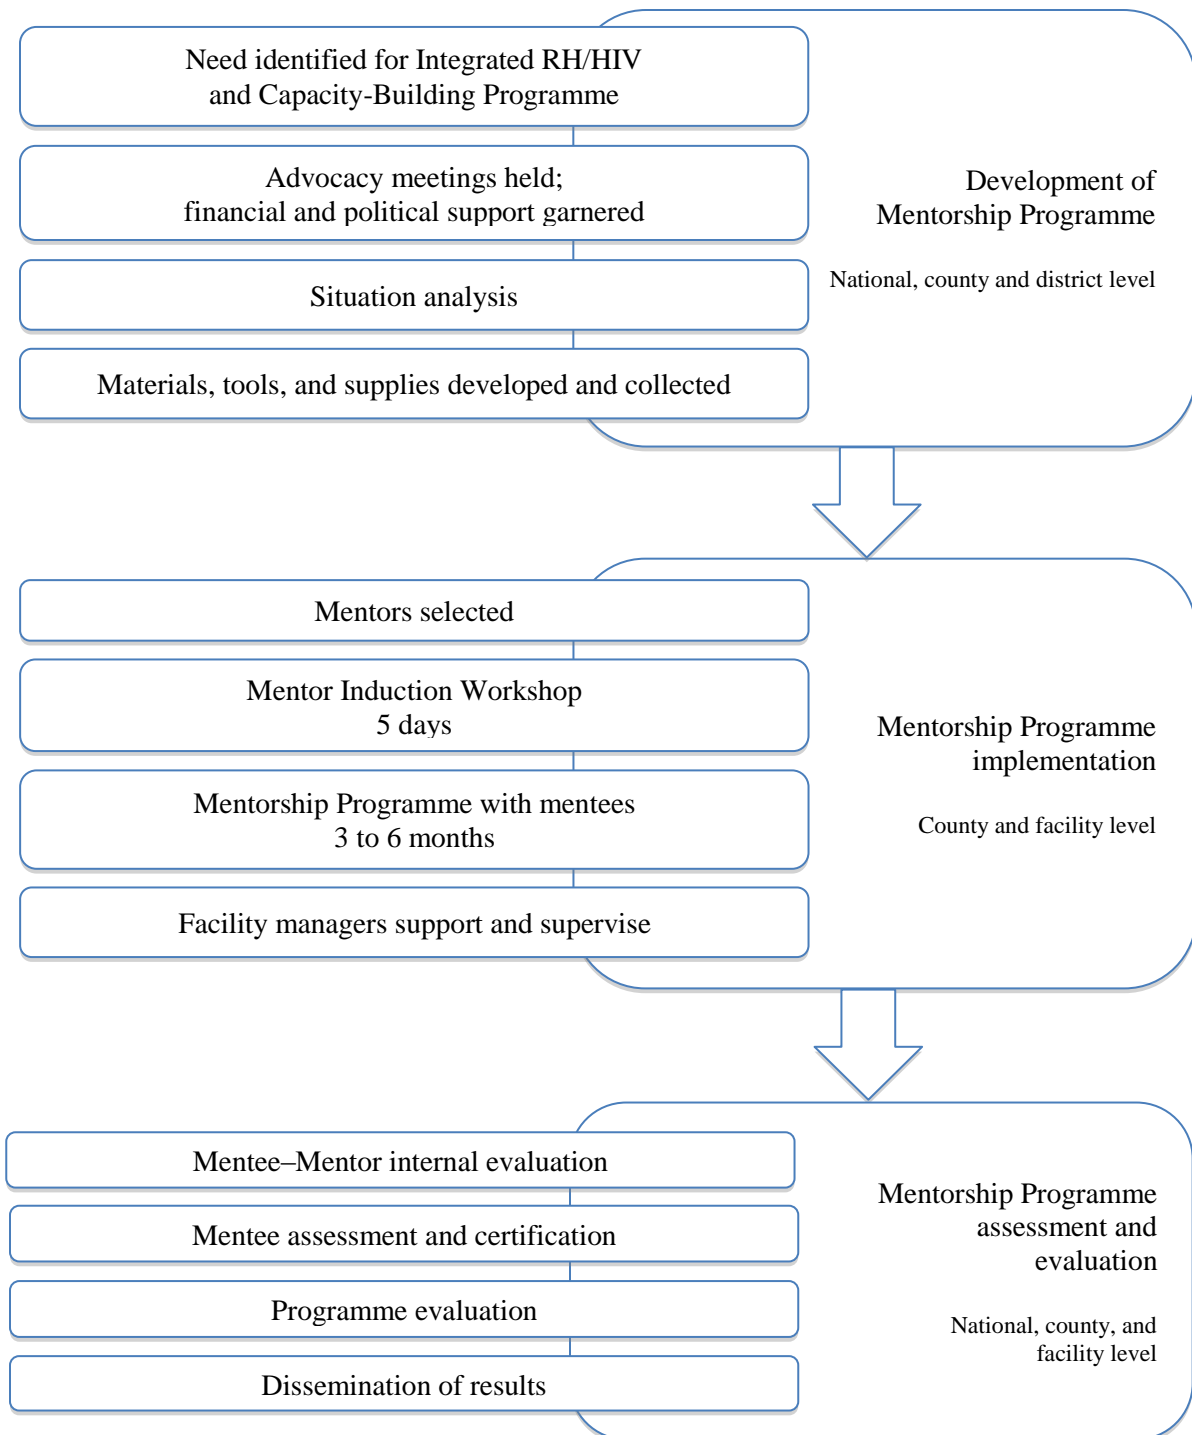 Need identified for Integrated RH/HIV
and Capacity-Building Programme
Advocacy meetings held;
financial and political support garnered
Situation analysis
Materials, tools, and supplies developed and collected
Development of
Mentorship Programme
National, county and district level
Mentors selected
Mentor Induction Workshop
5 days
Mentorship Programme with mentees
3 to 6 months
Facility managers support and supervise
Mentorship Programme
implementation
County and facility level
Mentee–Mentor internal evaluation
Mentee assessment and certification
Programme evaluation
Dissemination of results
Mentorship Programme
assessment and
evaluation
National, county, and
facility level